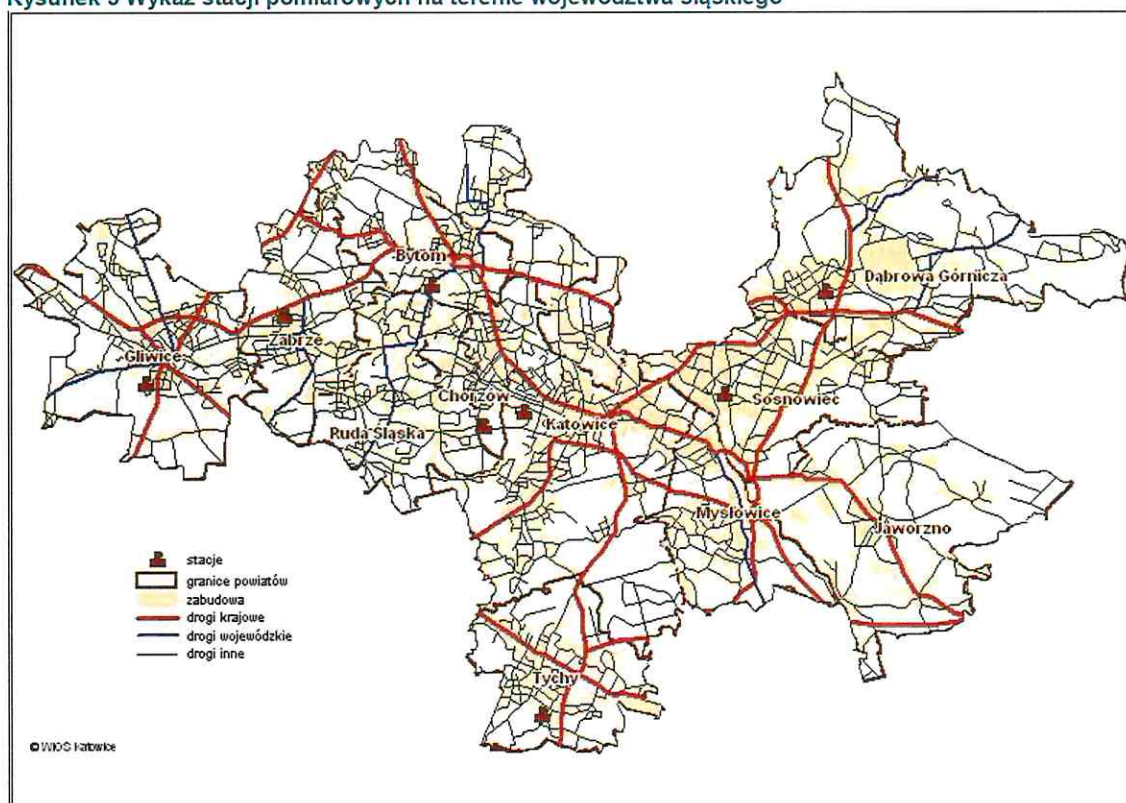 Rysunek 3 Wykaz stacji pomiarowych na terenie województwa śląskiego
Bytom
Dąbrowa Górnicza
Zabrze
Gliwice
Chorzów
Sosnowiec
Katowice
Ruda Śląska
Mysłowice
Jaworzno
Tychy
stacje
granice powiatów
zabudowa
drogi krajowe
drogi wojewódzkie
drogi inne
© WIOŚ Katowice